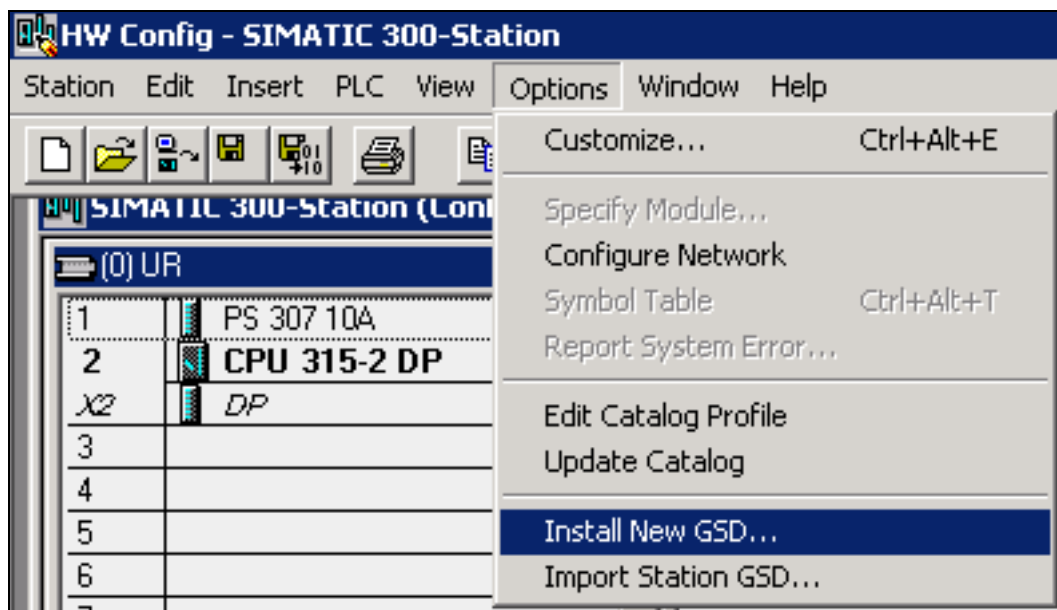 HW Config - SIMATIC 300-Station
Station Edit Insert PLC View Options Window Help
Customize... Ctrl+Alt+E
SIMATIC 300-Station (Conf
Specify Module...
(0) UR
Configure Network
1 PS 307 10A
Symbol Table Ctrl+Alt+T
2 CPU 315-2 DP
Report System Error...
X2 DP
Edit Catalog Profile
3
Update Catalog
4
5
Install New GSD...
6
Import Station GSD...